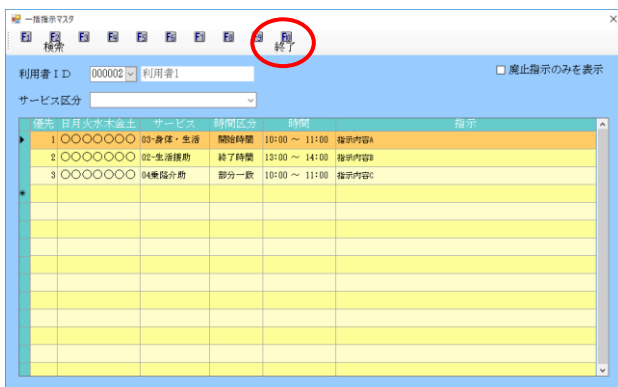 一括指示マスタ
F1 F2 F3 F4 F5 F6 F7 F8 F9 F10
検索 終了
利用者ID 000002 利用者1 廃止指示のみを表示
サービス区分
優先 日月火水木金土 サービス 時間区分 時間 指示
1 〇〇〇〇〇〇〇 03-身体・生活 開始時間 10:00 ～ 11:00 指示内容A
2 〇〇〇〇〇〇〇 02-生活援助 終了時間 13:00 ～ 14:00 指示内容B
3 〇〇〇〇〇〇〇 04乗降介助 部分一致 10:00 ～ 11:00 指示内容C